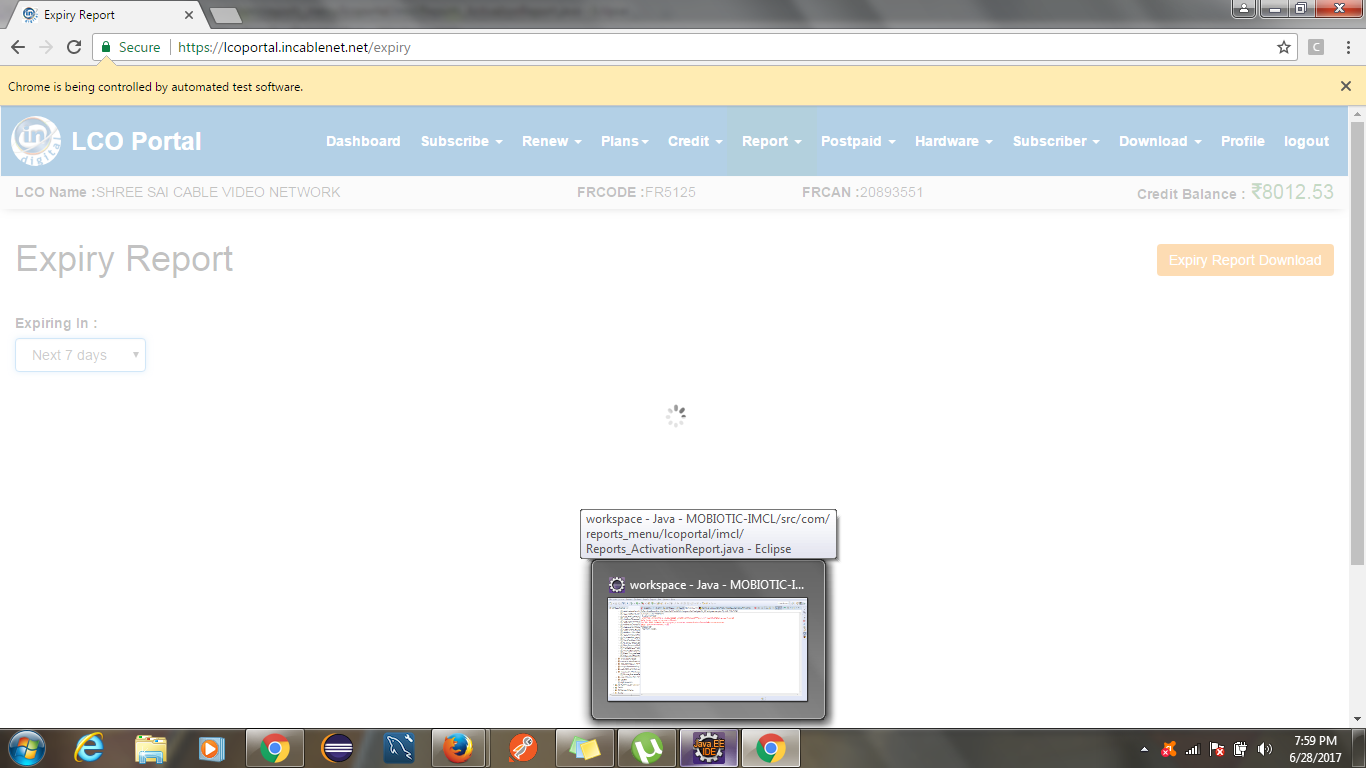 Expiry Report
Secure https://lcoportal.incablenet.net/expiry
C
Chrome is being controlled by automated test software.
in digital
LCO Portal
Dashboard Subscribe Renew Plans Credit Report Postpaid Hardware Subscriber Download Profile logout
LCO Name :SHREE SAI CABLE VIDEO NETWORK FRCODE :FR5125 FRCAN :20893551 Credit Balance : ₹8012.53
Expiry Report
Expiry Report Download
Expiring In :
Next 7 days
workspace - Java - MOBIOTIC-IMCL/src/com/
reports_menu/lcoportal/imcl/
Reports_ActivationReport.java - Eclipse
workspace - Java - MOBIOTIC-I...
Java EE
IDE
7:59 PM
6/28/2017